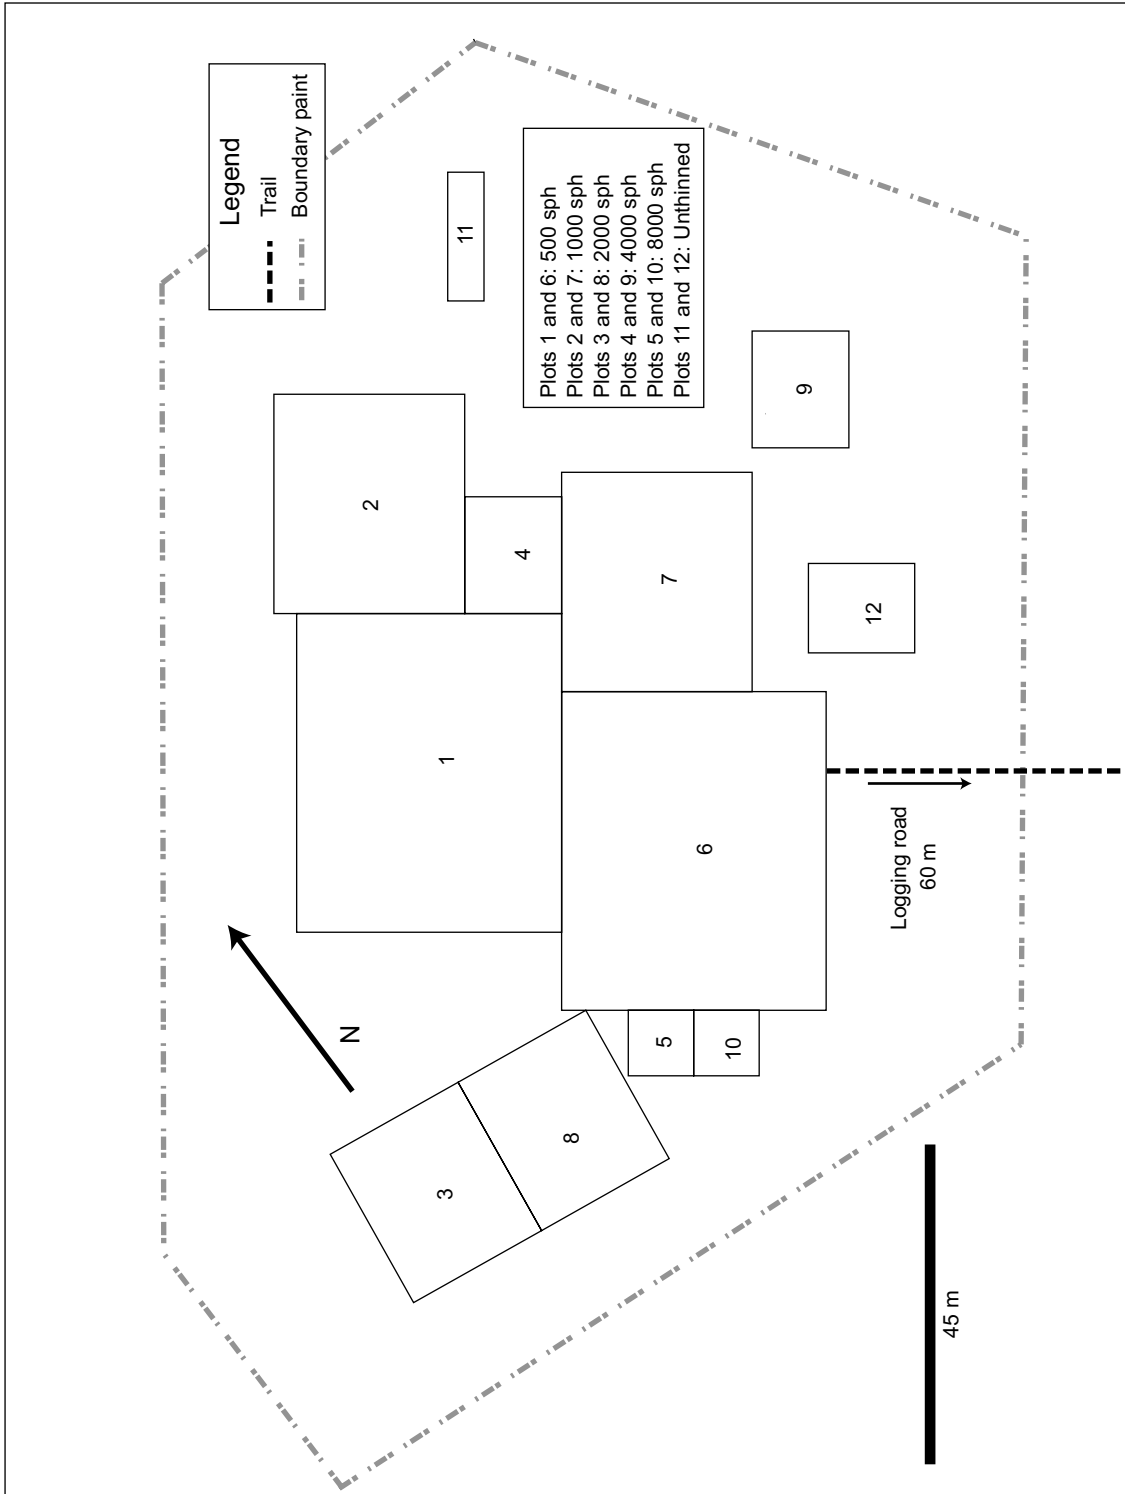 Legend
Trail
Boundary paint
11
Plots 1 and 6: 500 sph
Plots 2 and 7: 1000 sph
Plots 3 and 8: 2000 sph
Plots 4 and 9: 4000 sph
Plots 5 and 10: 8000 sph
Plots 11 and 12: Unthinned
2
4
7
9
12
1
6
Logging road
60 m
N
5
10
3
8
45 m